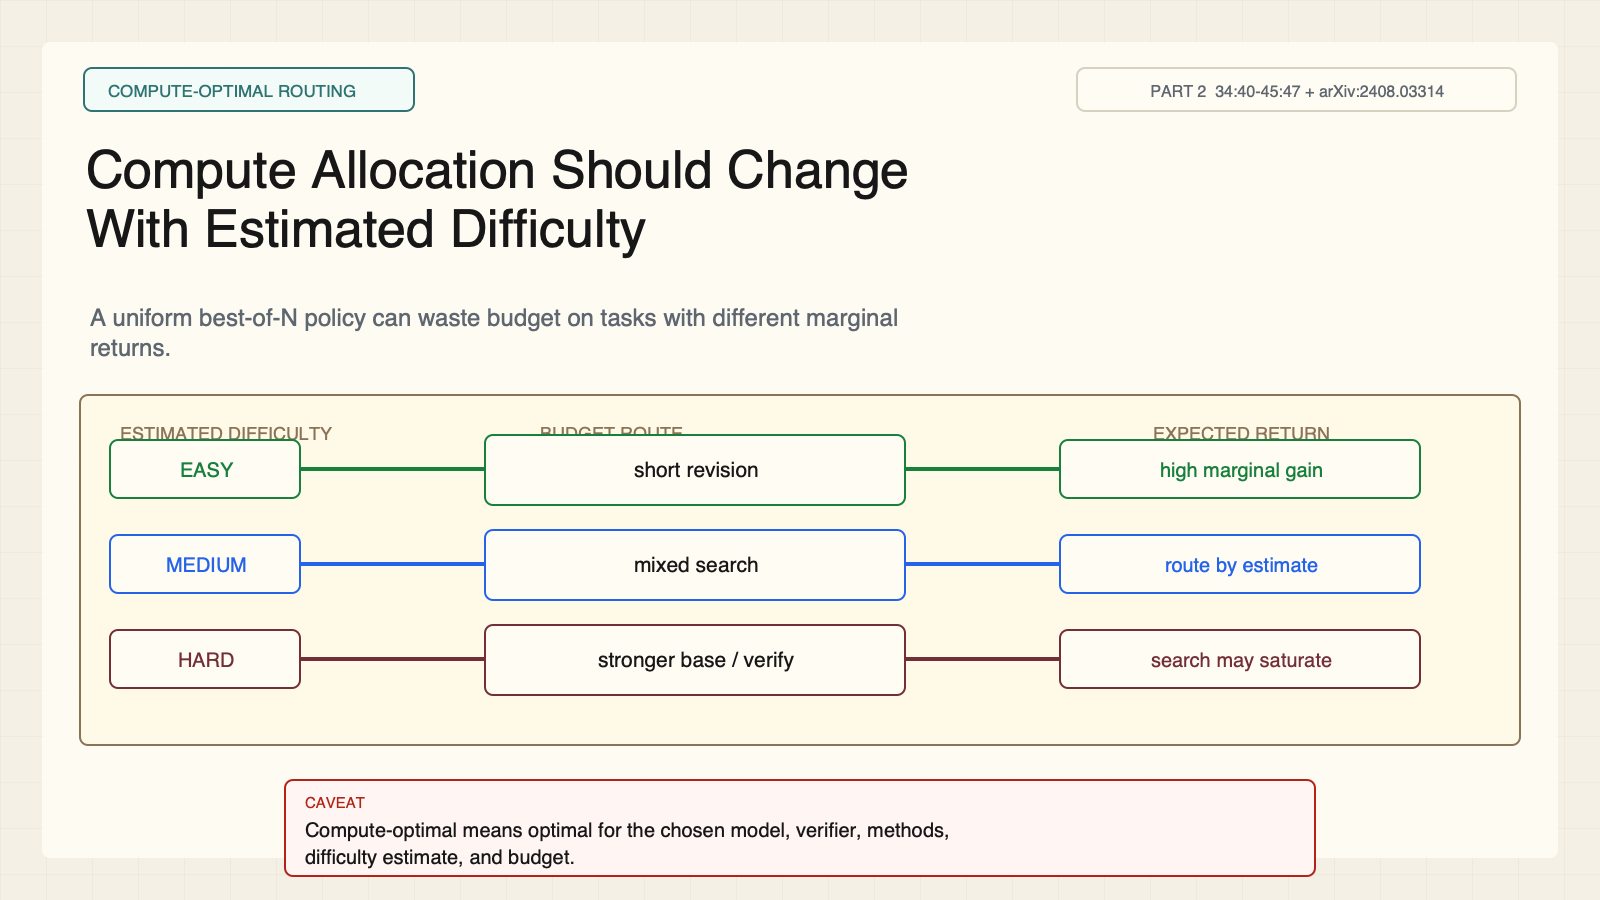 COMPUTE-OPTIMAL ROUTING
PART 2 34:40-45:47 + arXiv:2408.03314
Compute Allocation Should Change
With Estimated Difficulty
A uniform best-of-N policy can waste budget on tasks with different marginal
returns.
ESTIMATED DIFFICULTY
BUDGET ROUTE
EXPECTED RETURN
EASY
short revision
high marginal gain
MEDIUM
mixed search
route by estimate
HARD
stronger base / verify
search may saturate
CAVEAT
Compute-optimal means optimal for the chosen model, verifier, methods,
difficulty estimate, and budget.